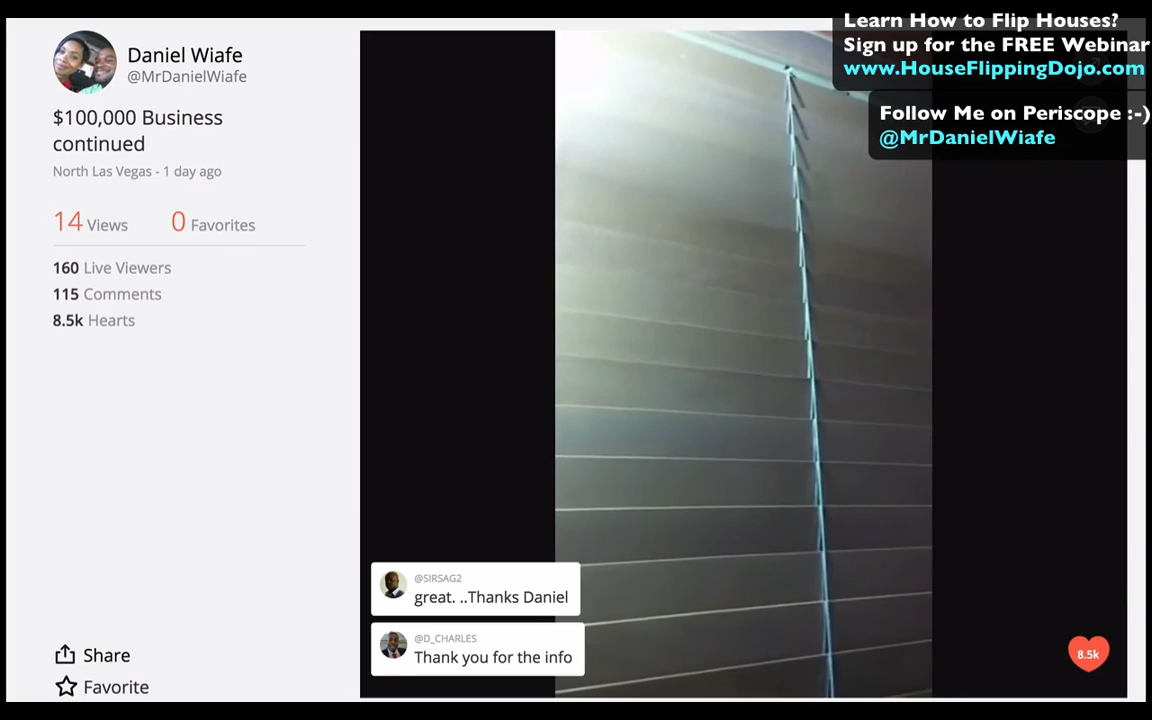 Daniel Wiafe
@MrDanielWiafe
$100,000 Business
continued
North Las Vegas - 1 day ago
14 Views
0 Favorites
160 Live Viewers
115 Comments
8.5k Hearts
Share
Favorite
Learn How to Flip Houses?
Sign up for the FREE Webinar
www.HouseFlippingDojo.com
Follow Me on Periscope :-)
@MrDanielWiafe
@SIRSAG2
great. ..Thanks Daniel
@D_CHARLES
Thank you for the info
8.5k